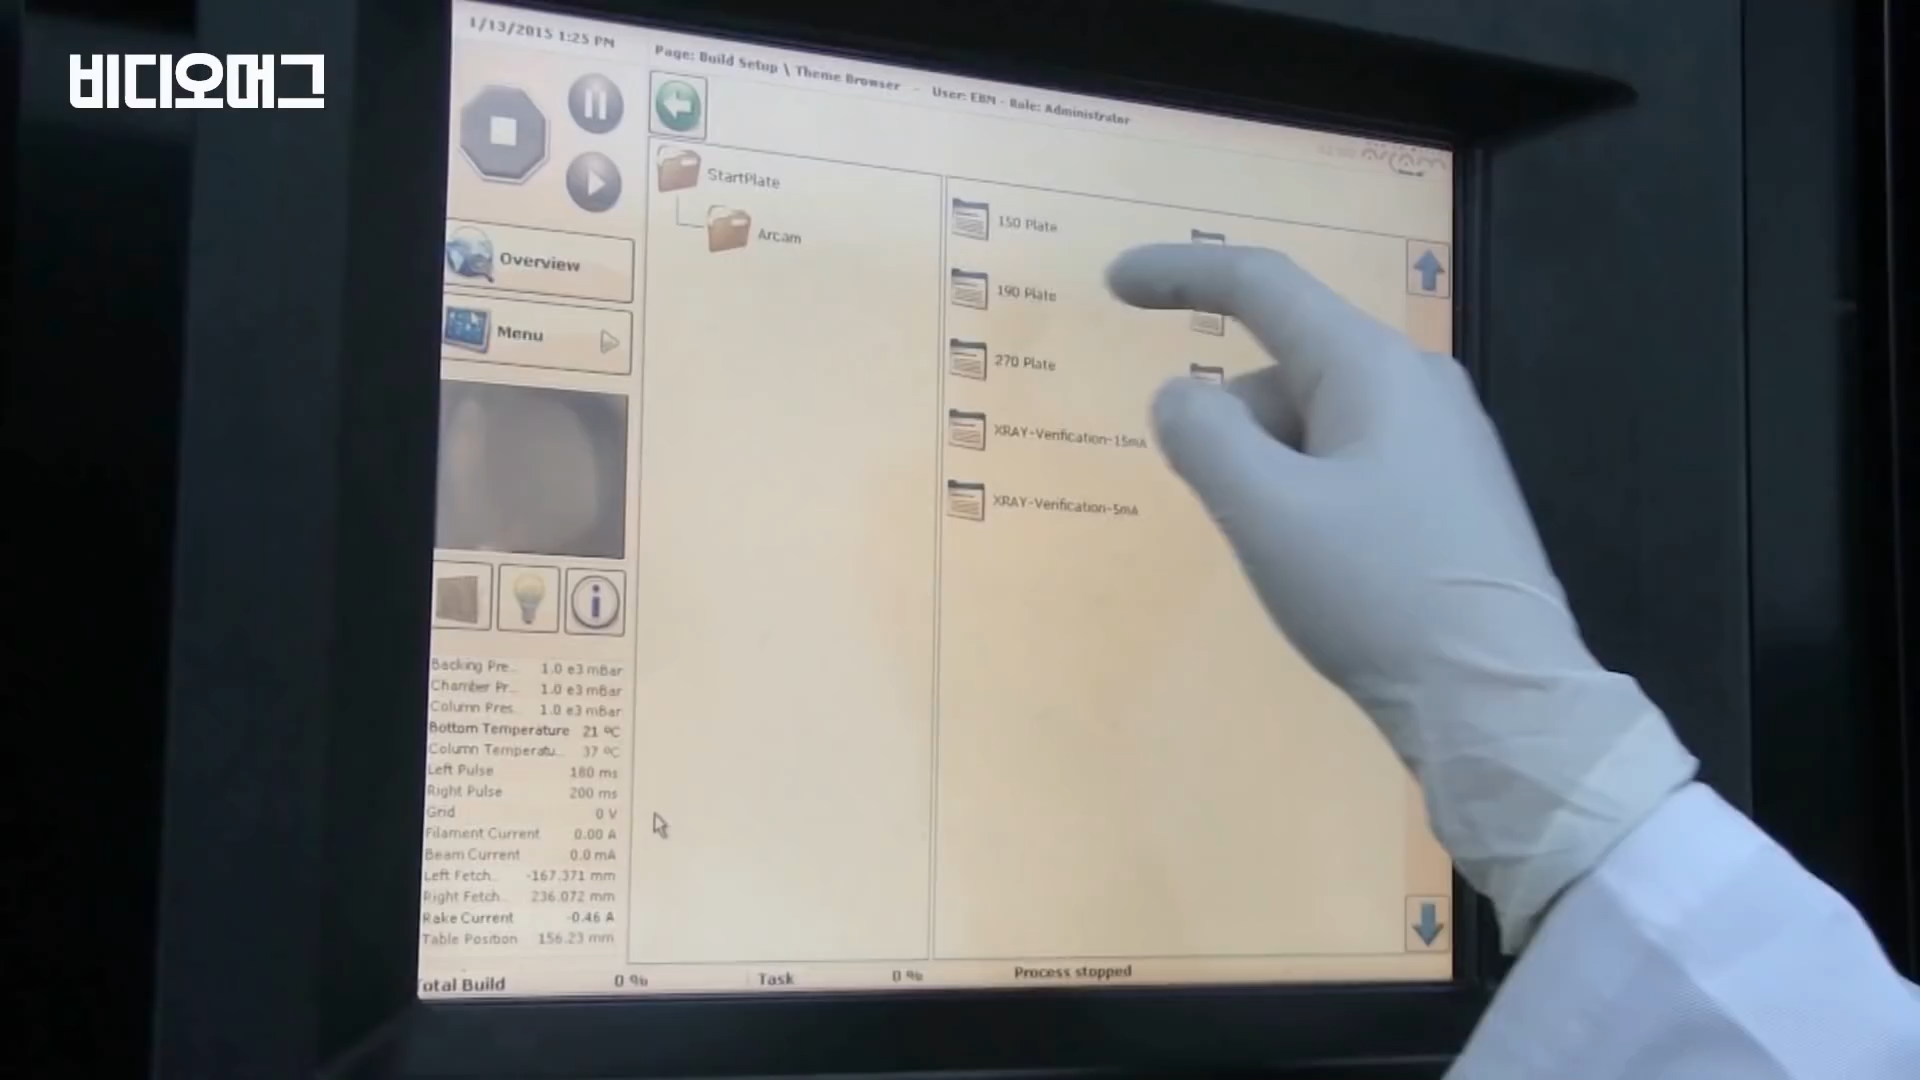 비디오머그
1/13/2015 1:25 PM
Page: Build Setup \ Theme Browser - User: EBM - Role: Administrator
arcam
StartPlate
Arcam
150 Plate
190 Plate
270 Plate
XRAY-Verification-15mA
XRAY-Verification-5mA
Overview
Menu
Backing Pre... 1.0 e3 mBar
Chamber Pr... 1.0 e3 mBar
Column Pres... 1.0 e3 mBar
Bottom Temperature 21 ºC
Column Temperatu... 37 ºC
Left Pulse 180 ms
Right Pulse 200 ms
Grid 0 V
Filament Current 0.00 A
Beam Current 0.0 mA
Left Fetch... -167.371 mm
Right Fetch... 236.072 mm
Rake Current -0.46 A
Table Position 156.23 mm
Total Build 0 % Task 0 % Process stopped